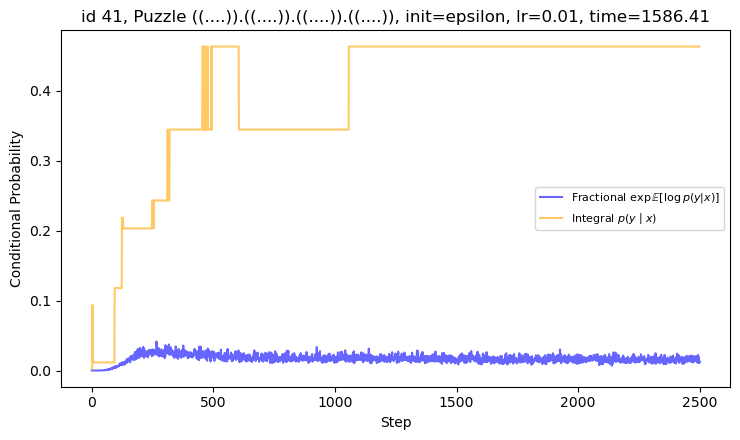 id 41, Puzzle ((....)).((....)).((....)).((....)), init=epsilon, lr=0.01, time=1586.41
Conditional Probability
0.4
0.3
0.2
0.1
0.0
Fractional exp𝔼[log p(y|x)]
Integral p(y | x)
0 500 1000 1500 2000 2500
Step